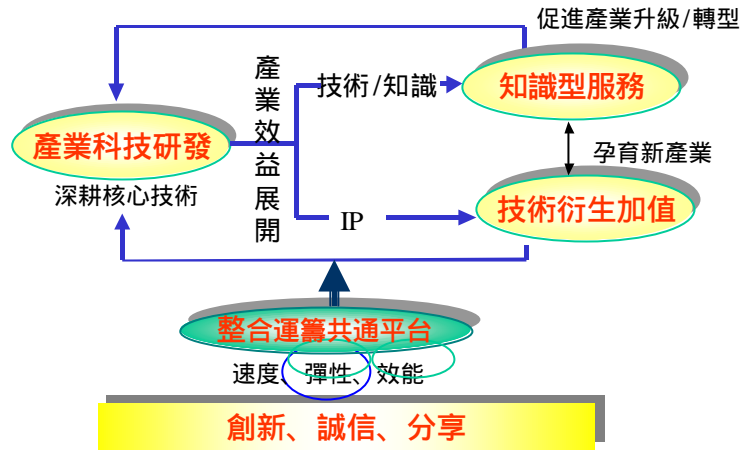 促進產業升級/轉型
產業效益展開
技術/知識
知識型服務
產業科技研發
孕育新產業
深耕核心技術
IP
技術衍生加值
整合運籌共通平台
速度、彈性、效能
創新、誠信、分享